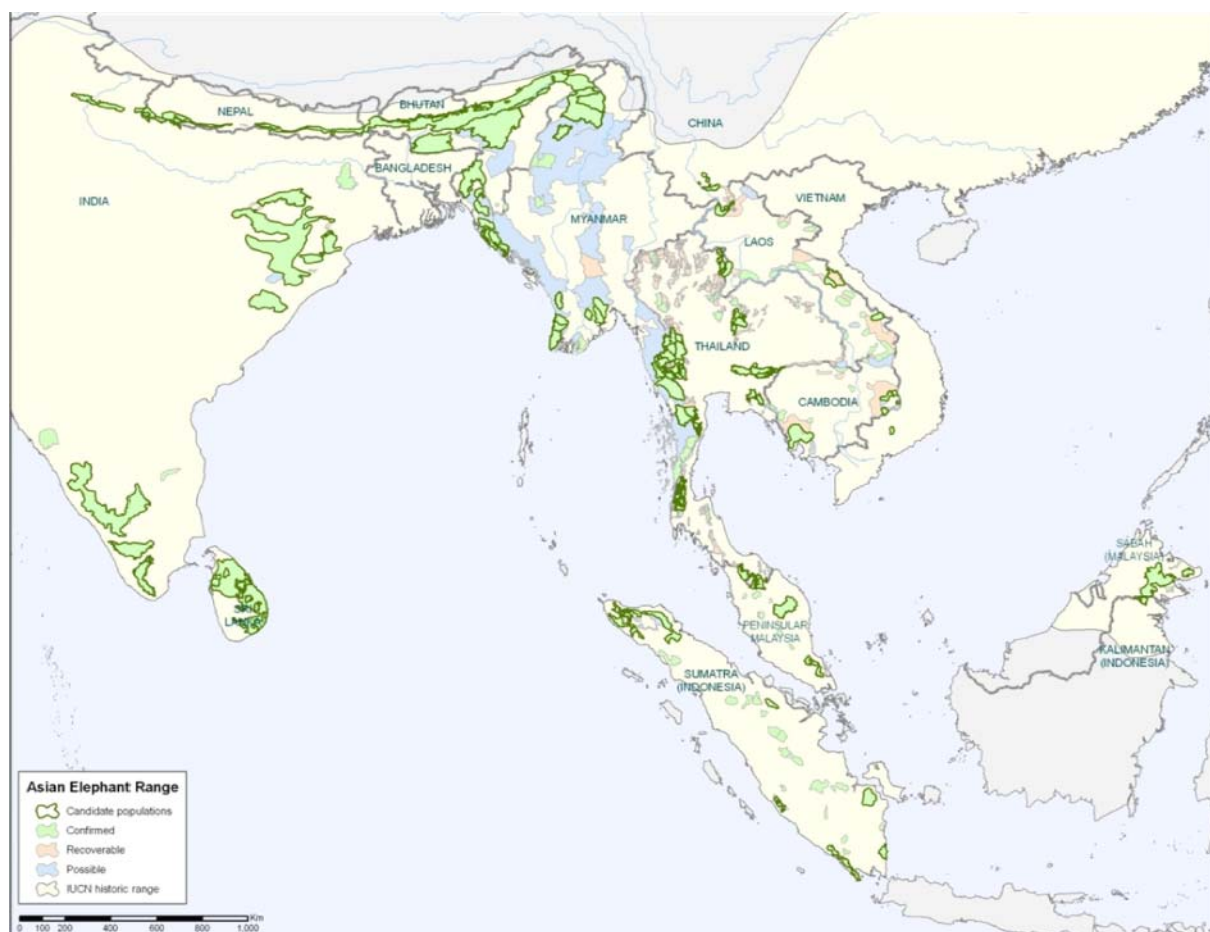 NEPAL
BHUTAN
CHINA
BANGLADESH
INDIA
VIETNAM
MYANMAR
LAOS
THAILAND
CAMBODIA
SRI
LANKA
SABAH
(MALAYSIA)
PENINSULAR
MALAYSIA
KALIMANTAN
(INDONESIA)
SUMATRA
(INDONESIA)
Asian Elephant Range
Candidate populations
Confirmed
Recoverable
Possible
IUCN historic range
Km
0 100 200 400 600 800 1,000